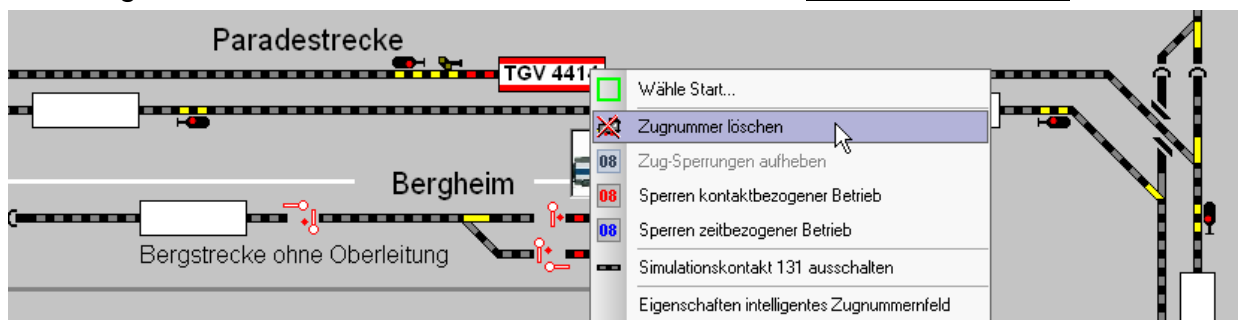 Paradestrecke
TGV 4414
Wähle Start...
Zugnummer löschen
08 Zug-Sperrungen aufheben
Bergheim
08 Sperren kontaktbezogener Betrieb
08 Sperren zeitbezogener Betrieb
Bergstrecke ohne Oberleitung
Simulationskontakt 131 ausschalten
Eigenschaften intelligentes Zugnummernfeld